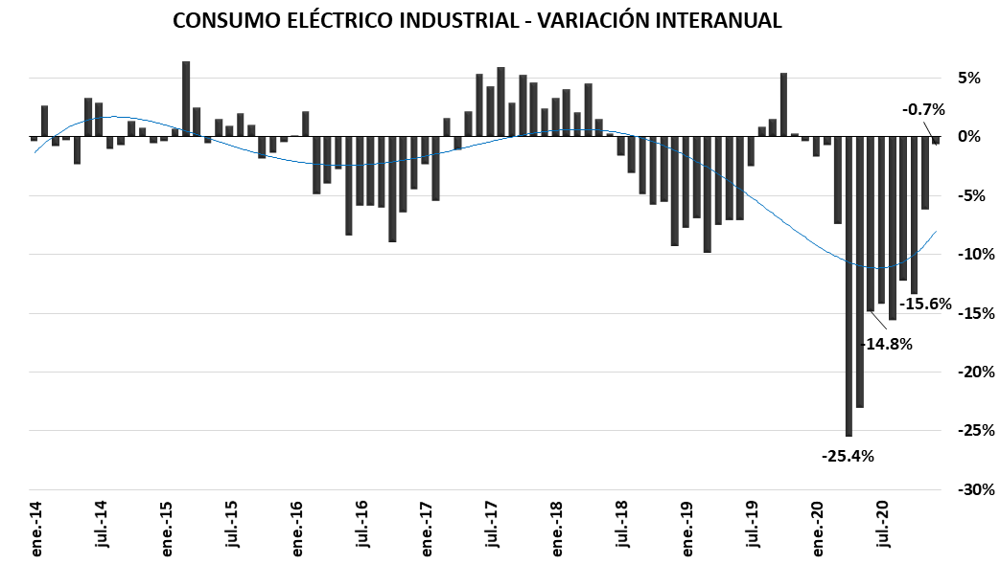 CONSUMO ELÉCTRICO INDUSTRIAL - VARIACIÓN INTERANUAL
5%
-0.7%
0%
-5%
-10%
-15.6%
-15%
-14.8%
-20%
-25%
-25.4%
-30%
ene.-14
jul.-14
ene.-15
jul.-15
ene.-16
jul.-16
ene.-17
jul.-17
ene.-18
jul.-18
ene.-19
jul.-19
ene.-20
jul.-20